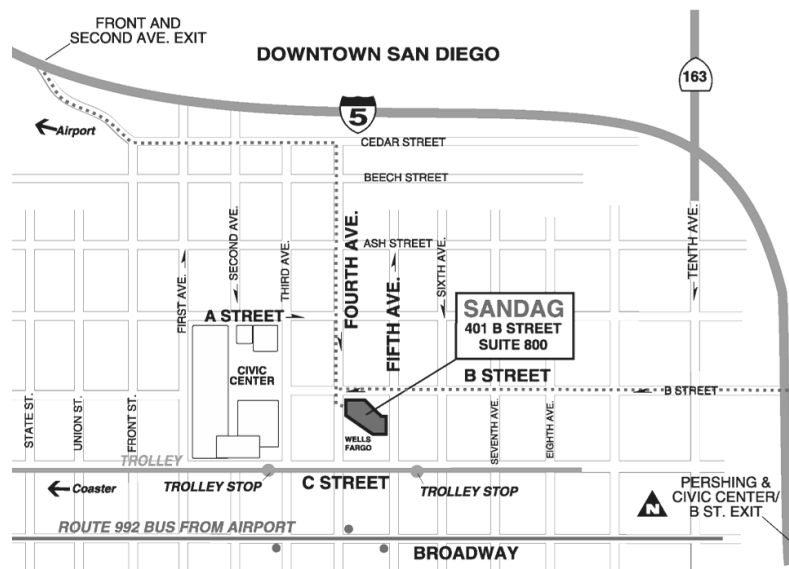 FRONT AND
SECOND AVE. EXIT
DOWNTOWN SAN DIEGO
163
5
Airport
CEDAR STREET
BEECH STREET
ASH STREET
FIRST AVE.
SECOND AVE.
THIRD AVE.
FOURTH AVE.
FIFTH AVE.
SIXTH AVE.
TENTH AVE.
A STREET
SANDAG
401 B STREET
SUITE 800
CIVIC
CENTER
B STREET
B STREET
STATE ST.
UNION ST.
FRONT ST.
WELLS
FARGO
SEVENTH AVE.
EIGHTH AVE.
TROLLEY
TROLLEY STOP
C STREET
TROLLEY STOP
Coaster
PERSHING &
CIVIC CENTER/
B ST. EXIT
N
ROUTE 992 BUS FROM AIRPORT
BROADWAY